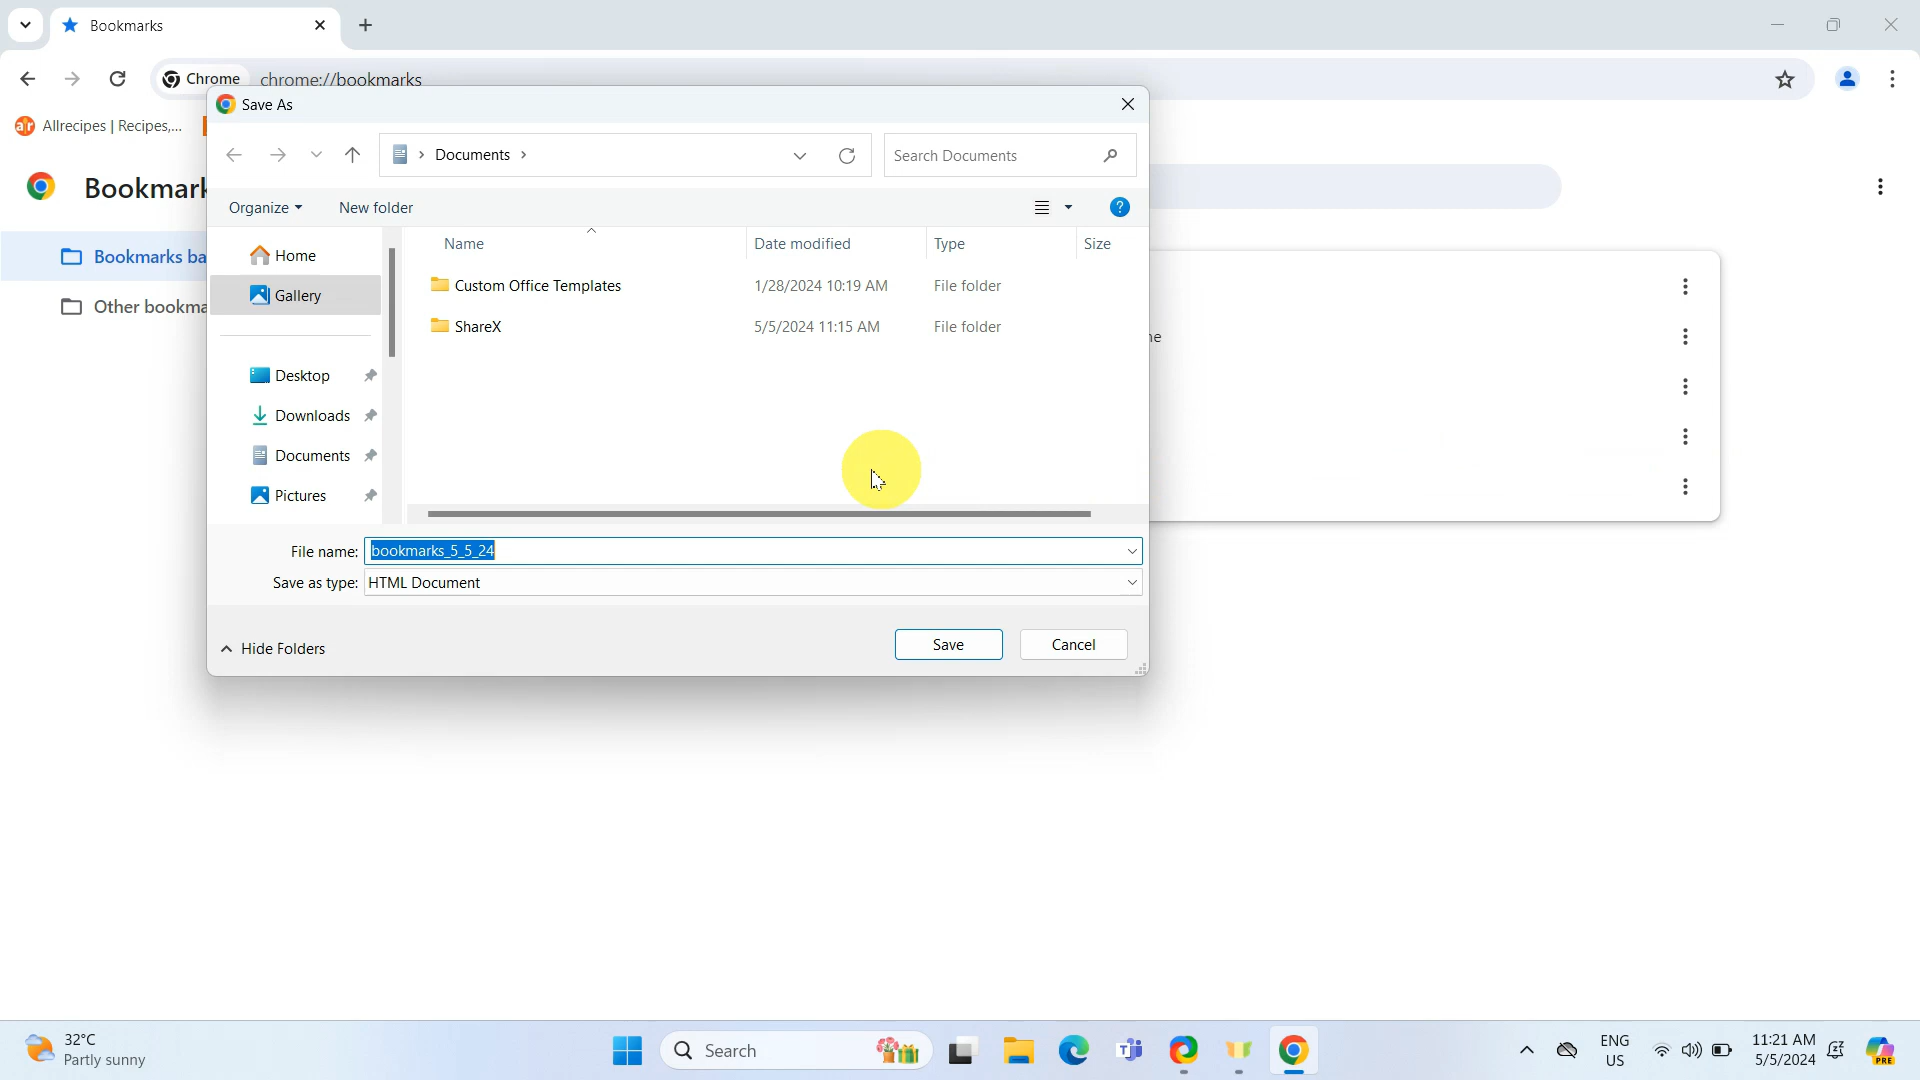 Bookmarks
Chrome chrome://bookmarks
Allrecipes | Recipes,...
Save As
Documents
Search Documents
Bookmark
Organize New folder
?
Bookmarks ba
Other bookma
Home
Gallery
Desktop
Downloads
Documents
Pictures
Name Date modified Type Size
Custom Office Templates 1/28/2024 10:19 AM File folder
ShareX 5/5/2024 11:15 AM File folder
ne
File name: bookmarks_5_5_24
Save as type: HTML Document
Hide Folders
Save Cancel
32°C
Partly sunny
Search
ENG
US
11:21 AM
5/5/2024
PRE